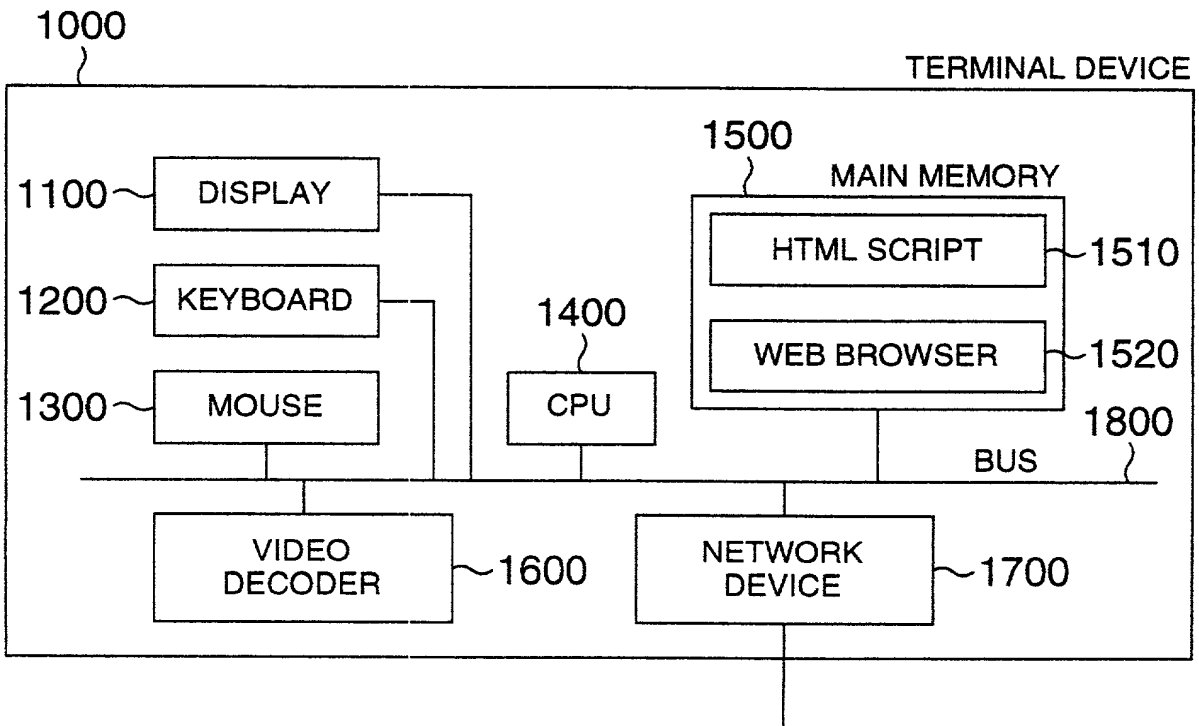 1000
TERMINAL DEVICE
1500
MAIN MEMORY
1100
DISPLAY
HTML SCRIPT
1510
1200
KEYBOARD
1400
WEB BROWSER
1520
1300
MOUSE
CPU
1800
BUS
VIDEO
DECODER
1600
NETWORK
DEVICE
1700